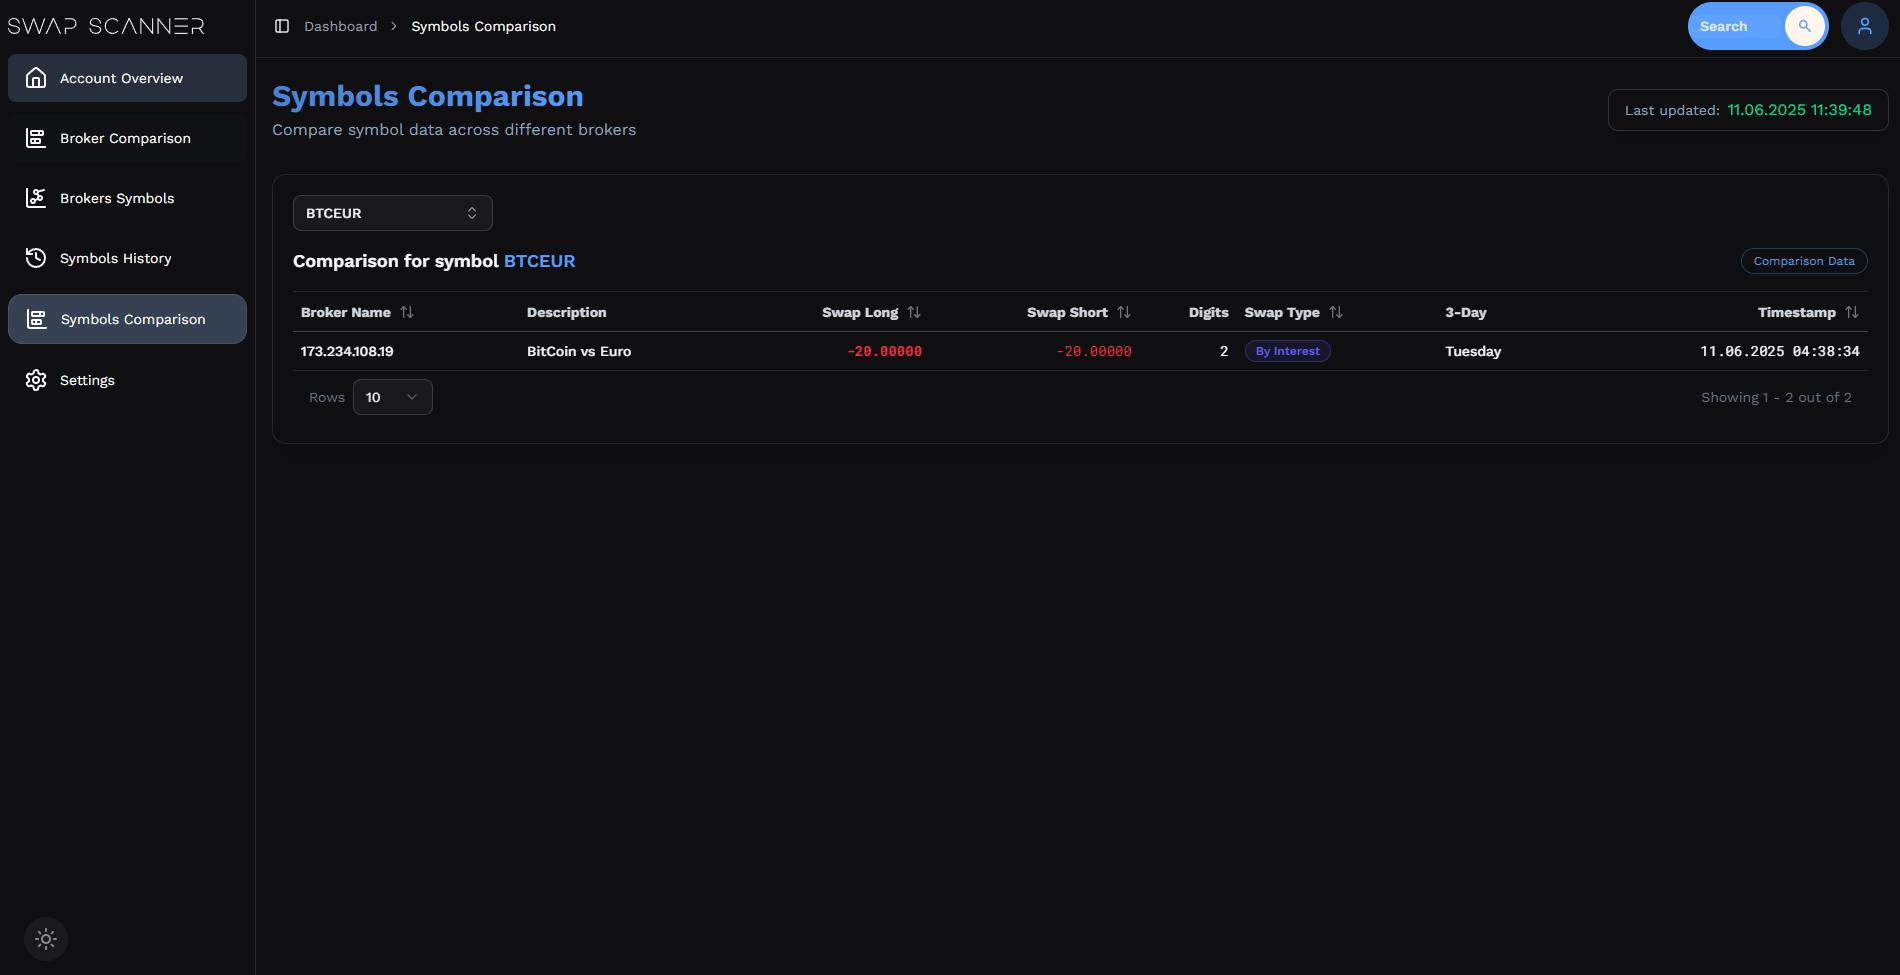 SWAP SCANNER
Account Overview
Broker Comparison
Brokers Symbols
Symbols History
Symbols Comparison
Settings
Dashboard > Symbols Comparison
Search
Symbols Comparison
Compare symbol data across different brokers
Last updated: 11.06.2025 11:39:48
BTCEUR
Comparison for symbol BTCEUR
Comparison Data
Broker Name Description Swap Long Swap Short Digits Swap Type 3-Day Timestamp
173.234.108.19 BitCoin vs Euro -20.00000 -20.00000 2 By Interest Tuesday 11.06.2025 04:38:34
Rows 10
Showing 1 - 2 out of 2